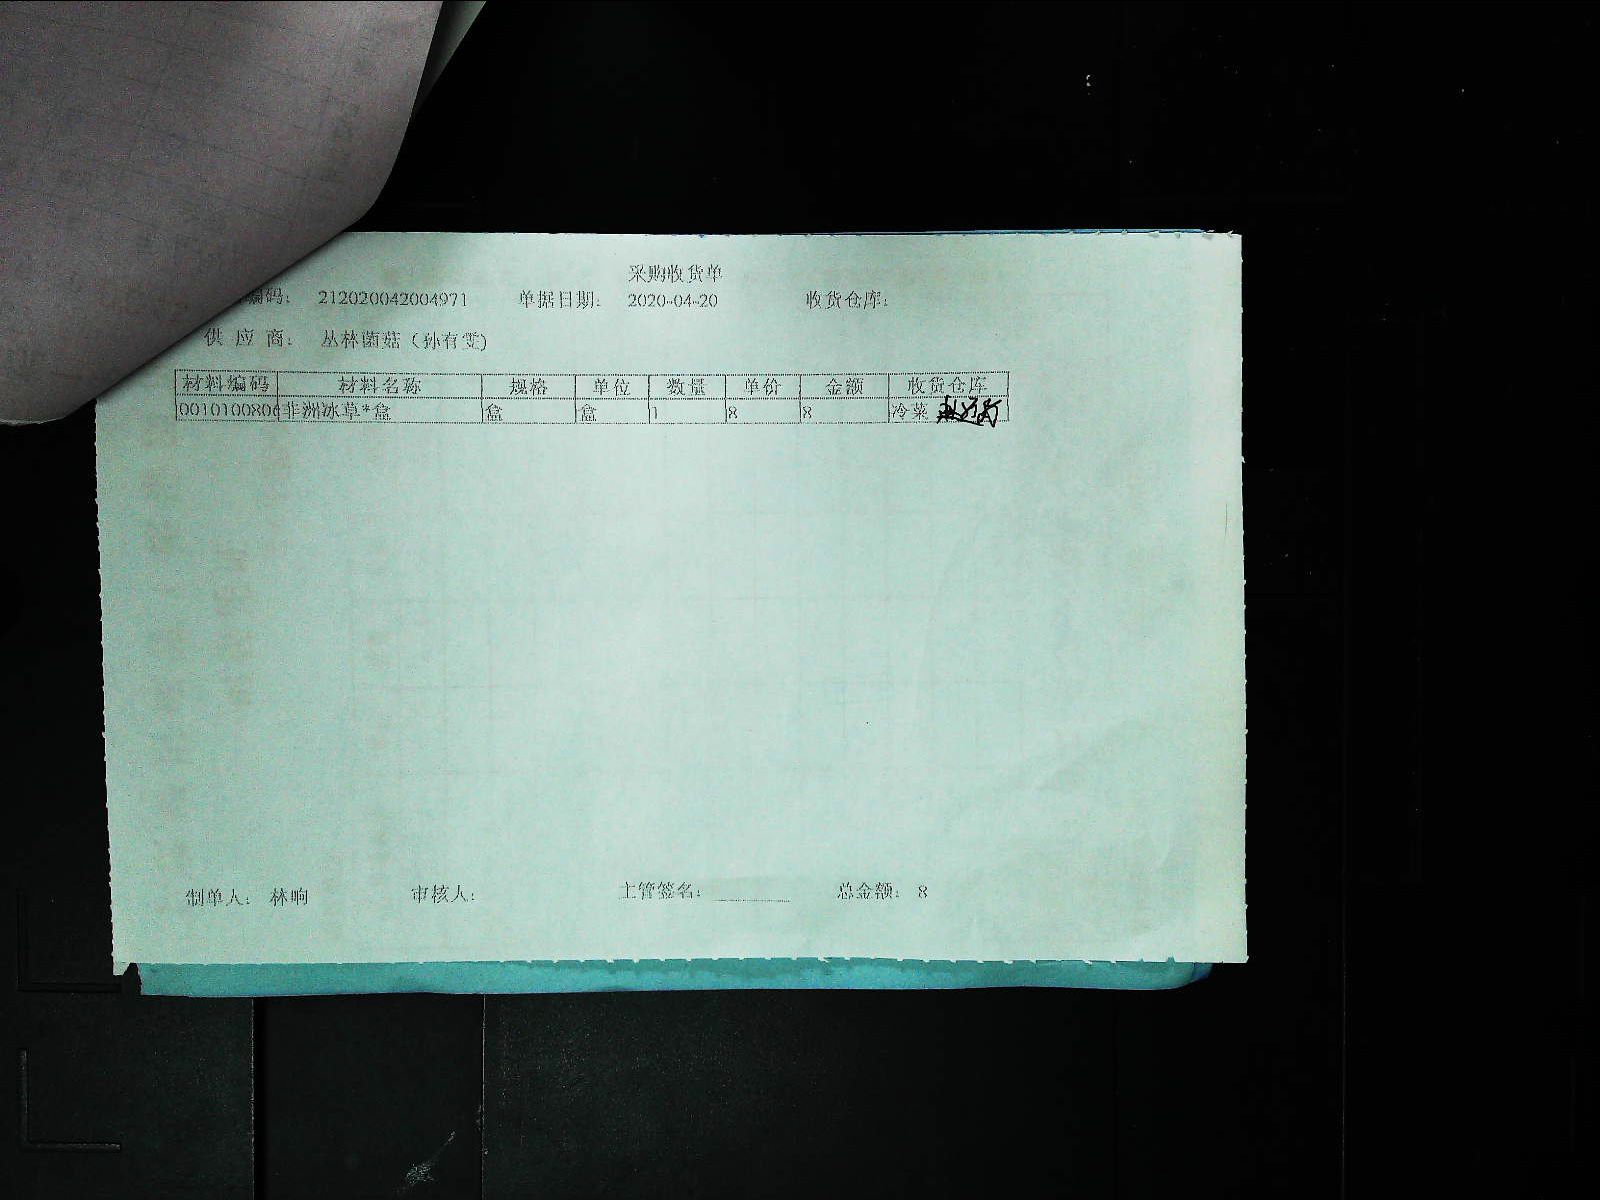 采购收货单
编码： 212020042004971 单据日期： 2020-04-20 收货仓库：
供应商： 丛林菌菇（孙有雯）
材料编码 材料名称 规格 单位 数量 单价 金额 收货仓库
0010100806 非洲冰草*盒 盒 盒 1 8 8 冷菜
制单人： 林响 审核人： 主管签名： 总金额： 8